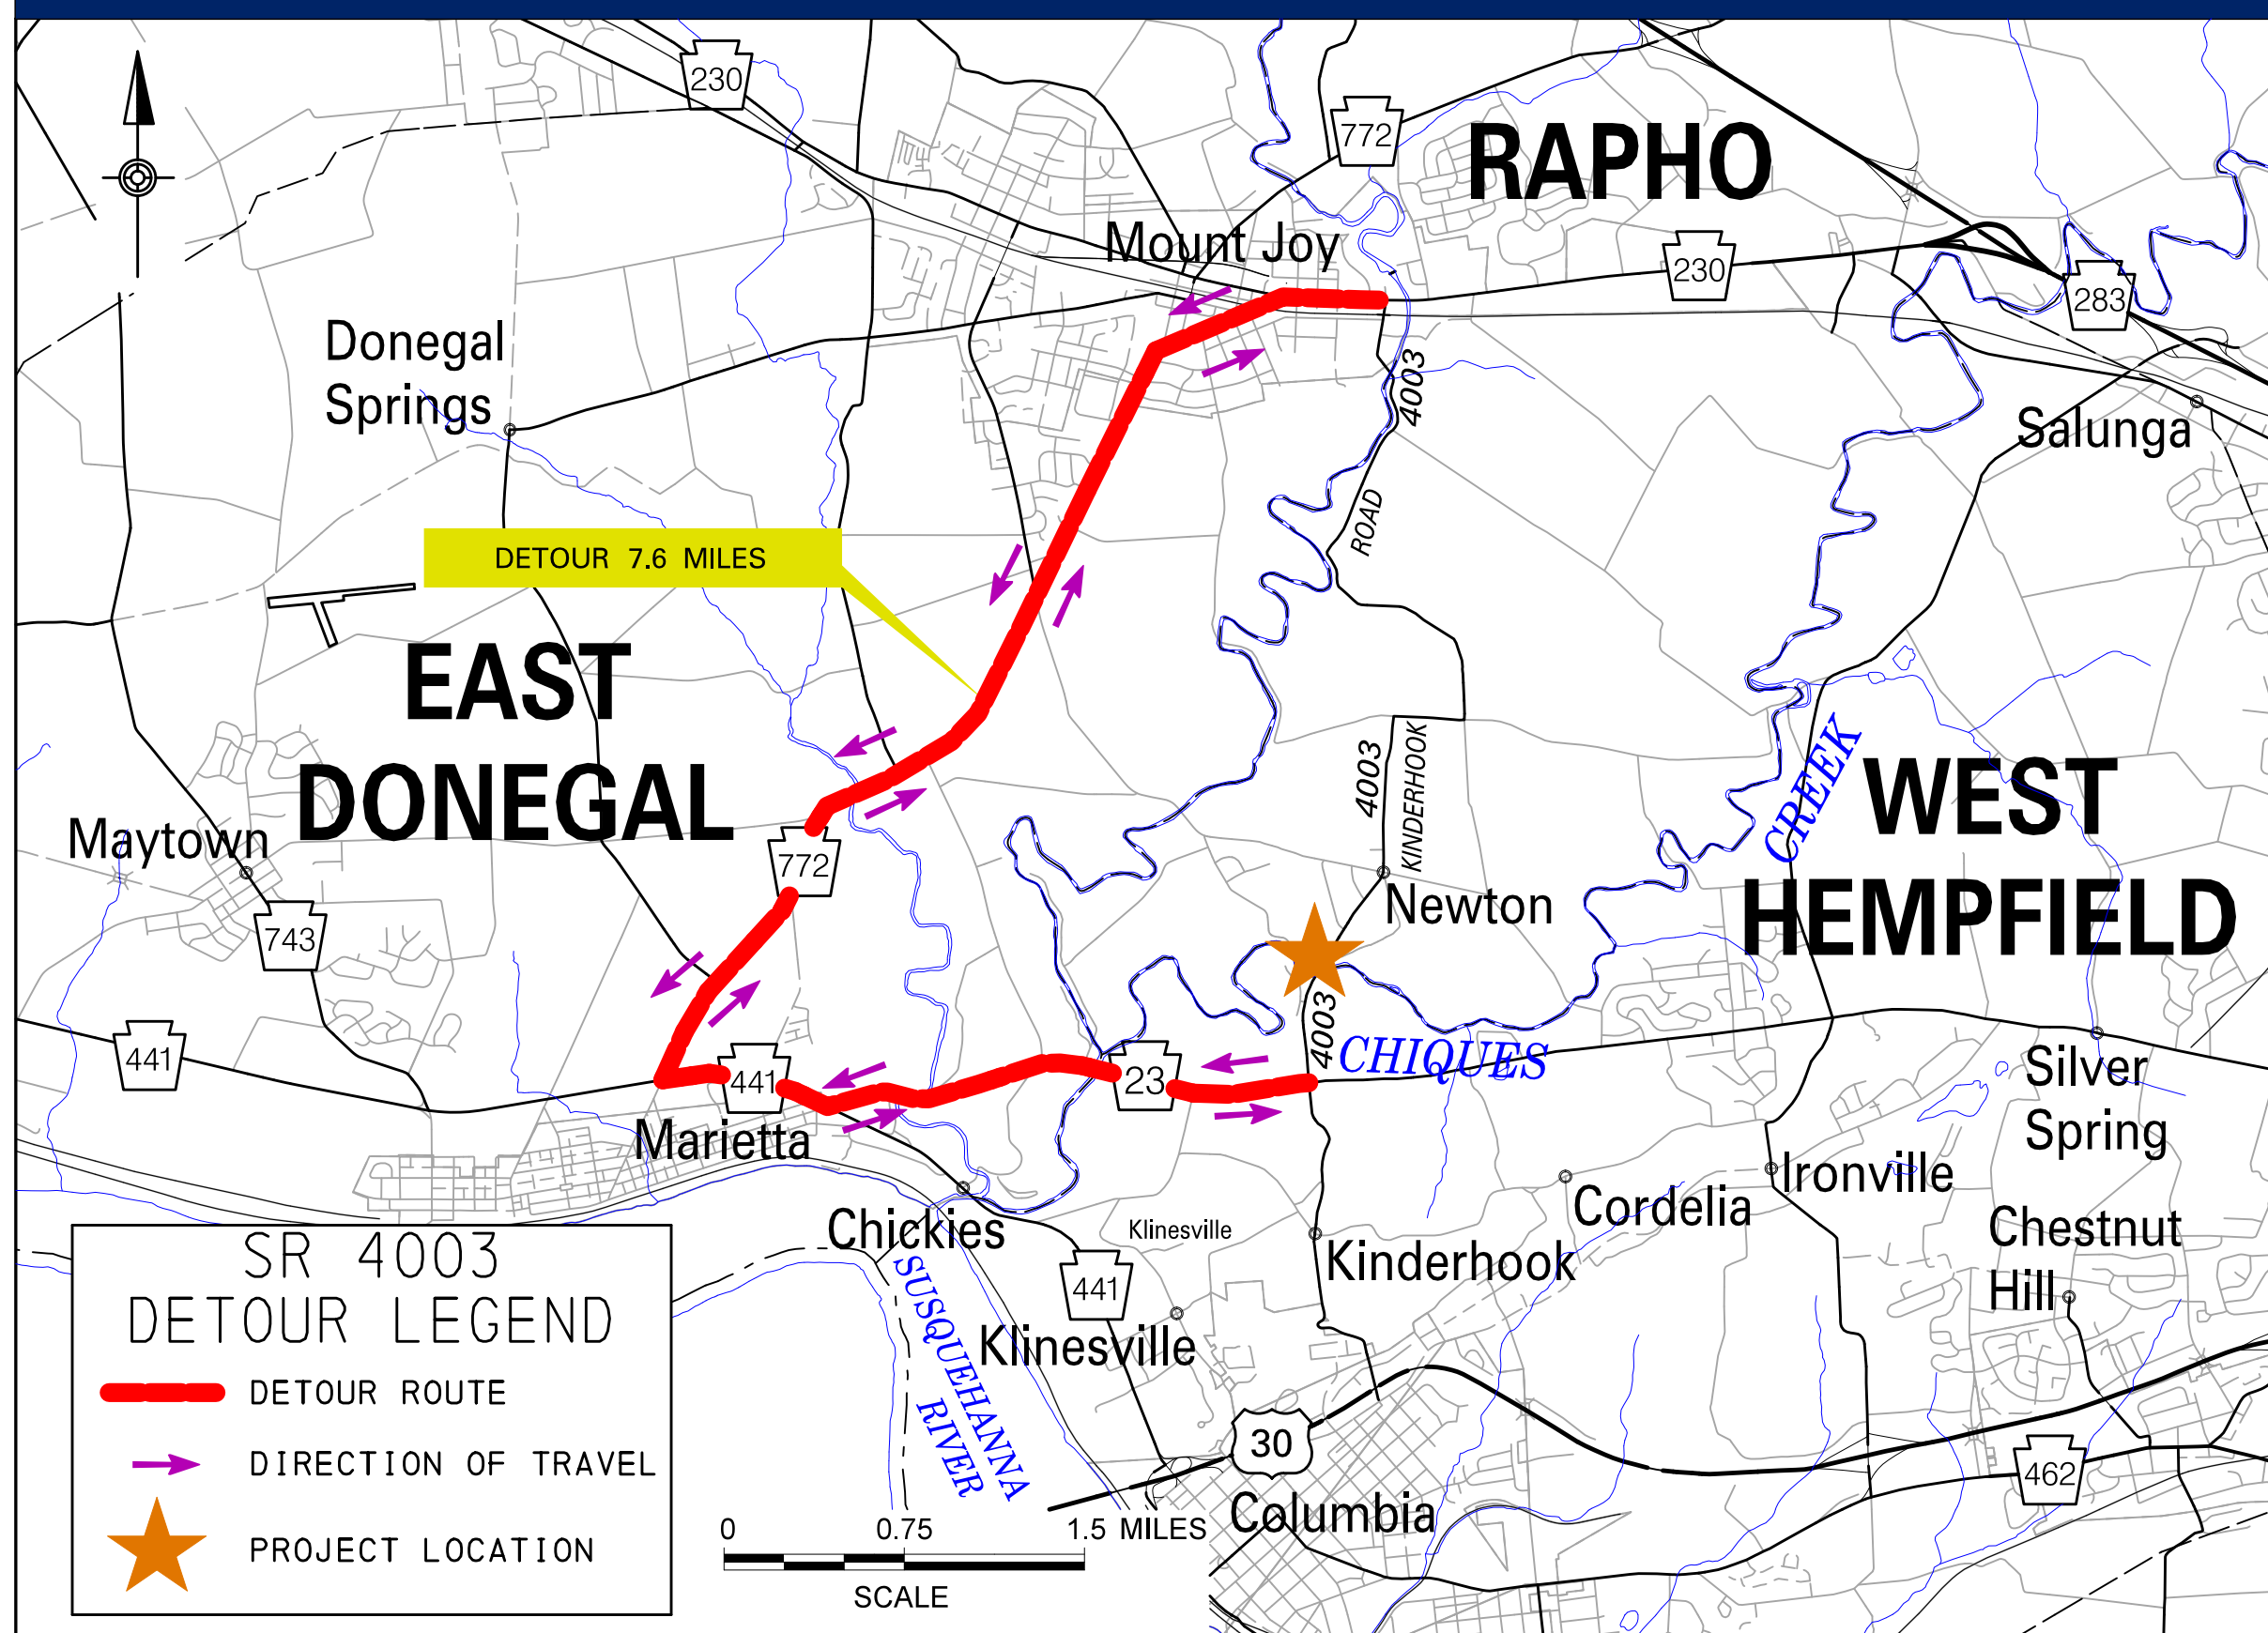 230
772
RAPHO
Mount Joy
230
283
Donegal
Springs
4003
Salunga
ROAD
DETOUR 7.6 MILES
EAST
DONEGAL
4003
KINDERHOOK
CREEK
WEST
HEMPFIELD
Maytown
772
Newton
743
441
441
23
4003
CHIQUES
Silver
Spring
Marietta
Ironville
Cordelia
Chickies
Klinesville
Kinderhook
Chestnut
Hill
441
SUSQUEHANNA
RIVER
Klinesville
30
462
Columbia
SR 4003
DETOUR LEGEND
DETOUR ROUTE
DIRECTION OF TRAVEL
PROJECT LOCATION
0 0.75 1.5 MILES
SCALE